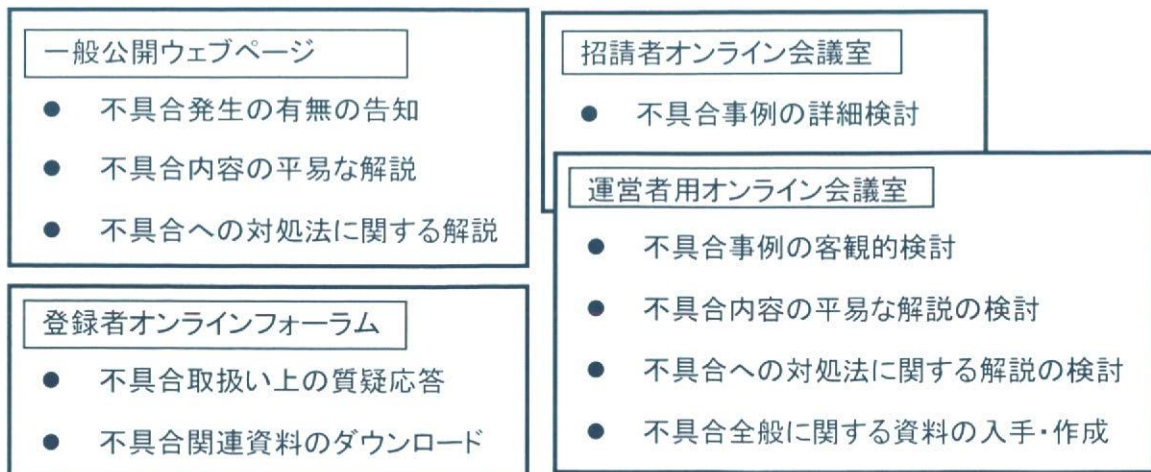 一般公開ウェブページ
● 不具合発生の有無の告知
● 不具合内容の平易な解説
● 不具合への対処法に関する解説
登録者オンラインフォーラム
● 不具合取扱い上の質疑応答
● 不具合関連資料のダウンロード
招請者オンライン会議室
● 不具合事例の詳細検討
運営者用オンライン会議室
● 不具合事例の客観的検討
● 不具合内容の平易な解説の検討
● 不具合への対処法に関する解説の検討
● 不具合全般に関する資料の入手・作成